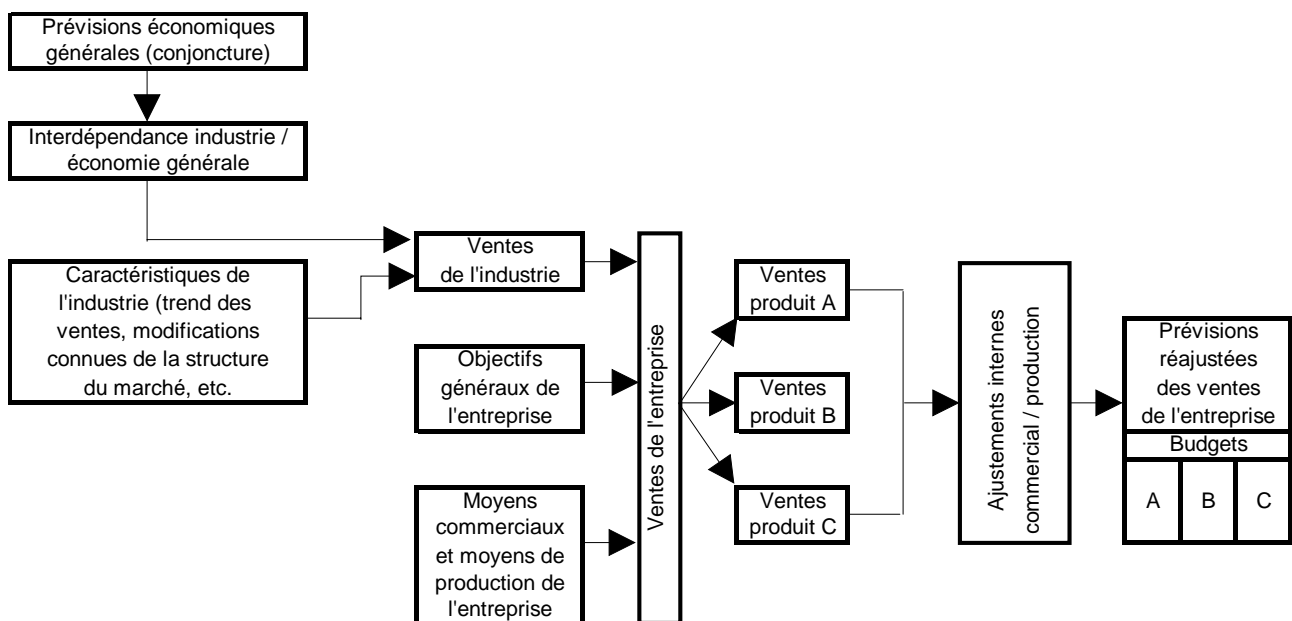 Prévisions économiques
générales (conjoncture)
Interdépendance industrie /
économie générale
Caractéristiques de
l'industrie (trend des
ventes, modifications
connues de la structure
du marché, etc.
Ventes
de l'industrie
Objectifs
généraux de
l'entreprise
Moyens
commerciaux
et moyens de
production de
l'entreprise
Ventes de l'entreprise
Ventes
produit A
Ventes
produit B
Ventes
produit C
Ajustements internes
commercial / production
Prévisions
réajustées
des ventes
de l'entreprise
Budgets
A B C